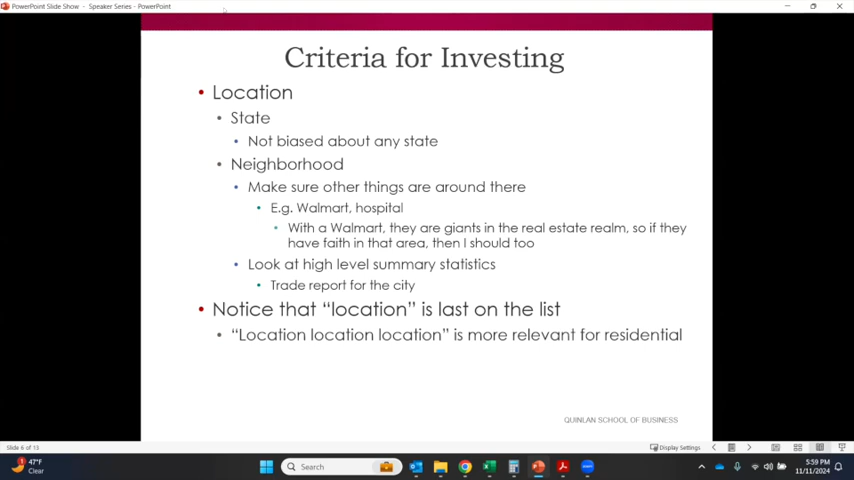 PowerPoint Slide Show - Speaker Series - PowerPoint
Criteria for Investing
• Location
• State
• Not biased about any state
• Neighborhood
• Make sure other things are around there
• E.g. Walmart, hospital
• With a Walmart, they are giants in the real estate realm, so if they
have faith in that area, then I should too
• Look at high level summary statistics
• Trade report for the city
• Notice that “location” is last on the list
• “Location location location” is more relevant for residential
QUINLAN SCHOOL OF BUSINESS
Slide 6 of 15
Display Settings
1
47°F
Clear
Search
5:59 PM
11/11/2024